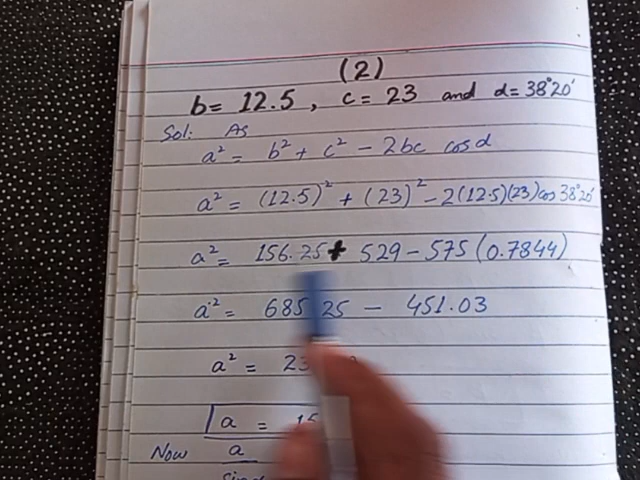 (2)
b= 12.5 , c= 23 and α= 38°20'
Sol: As
a² = b² + c² - 2bc cosα
a² = (12.5)² + (23)² - 2(12.5)(23)cos 38°20'
a² = 156.25 + 529 - 575 (0.7844)
a² = 685.25 - 451.03
a² = 23
a = 15
Now a